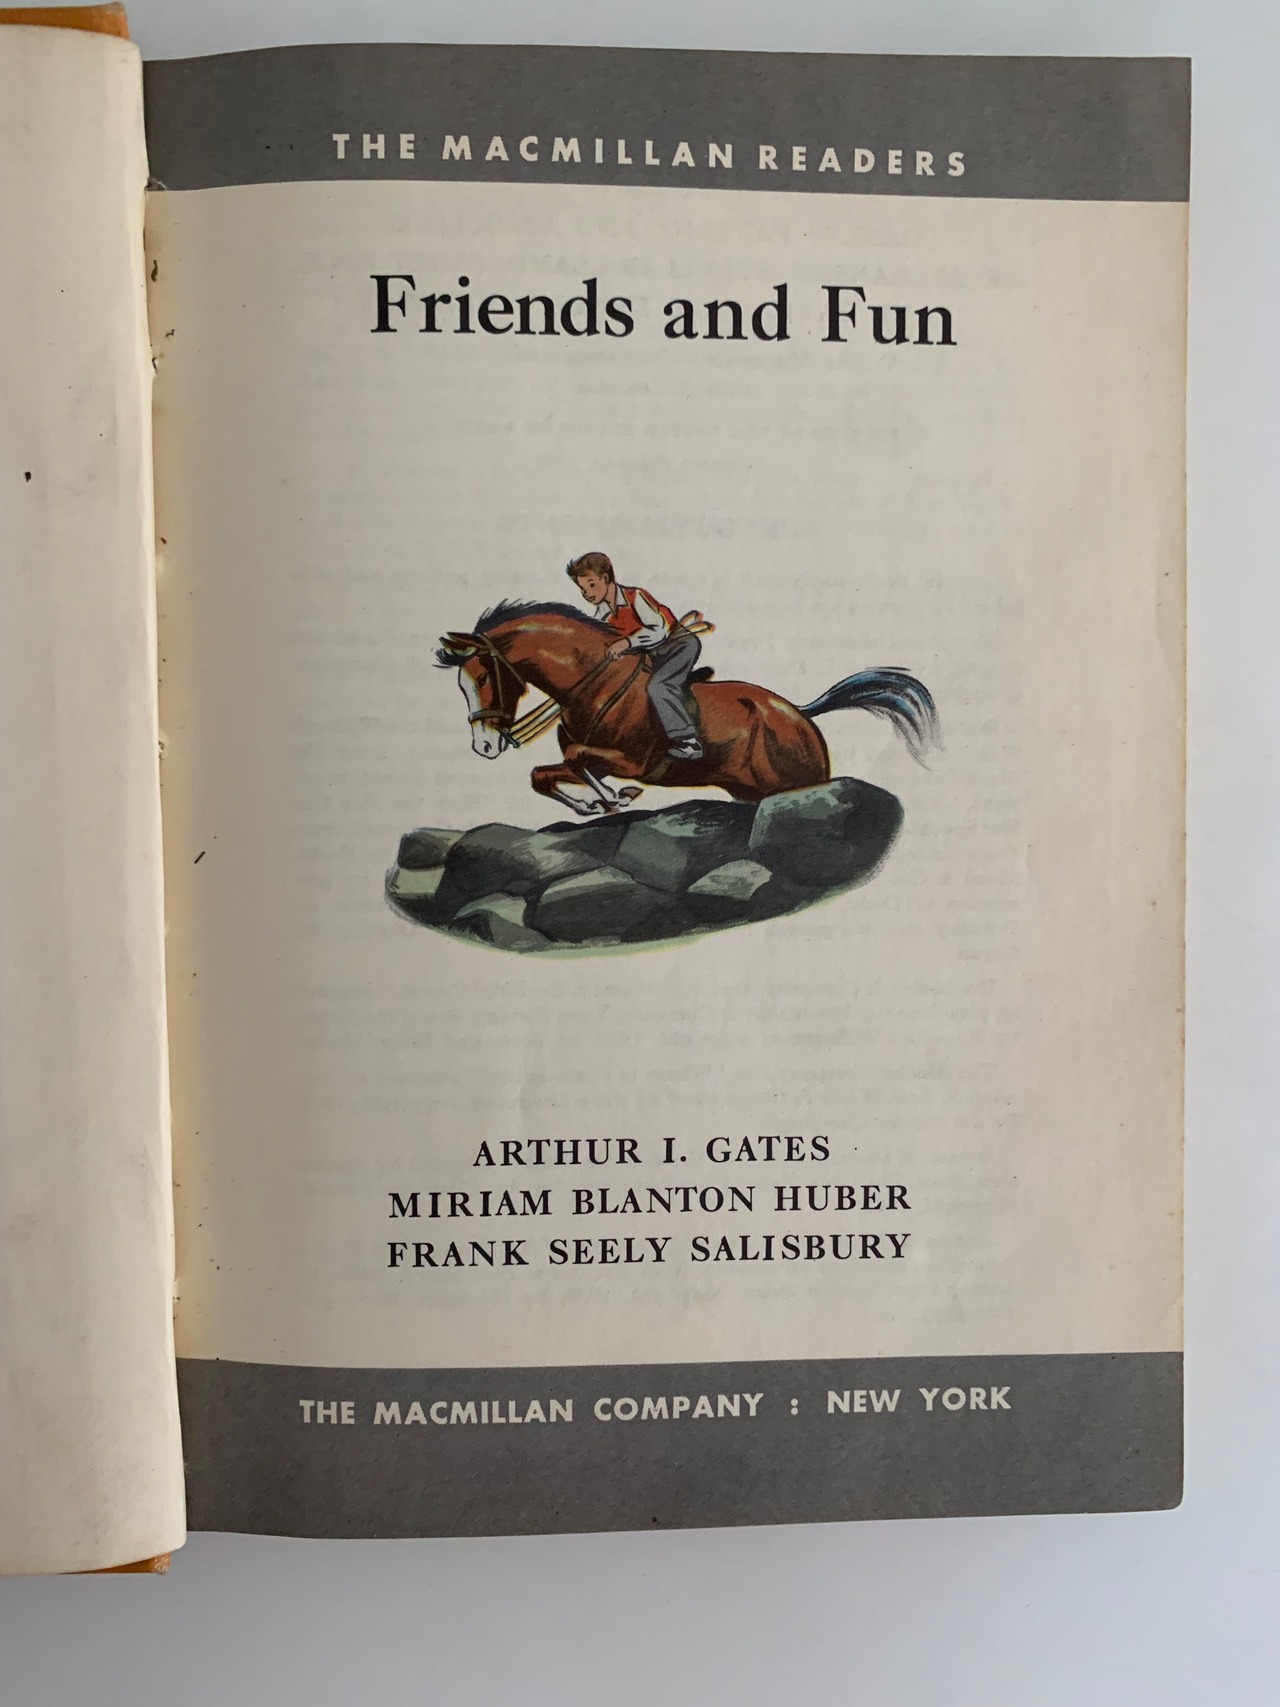 THE MACMILLAN READERS
Friends and Fun
ARTHUR I. GATES
MIRIAM BLANTON HUBER
FRANK SEELY SALISBURY
THE MACMILLAN COMPANY : NEW YORK